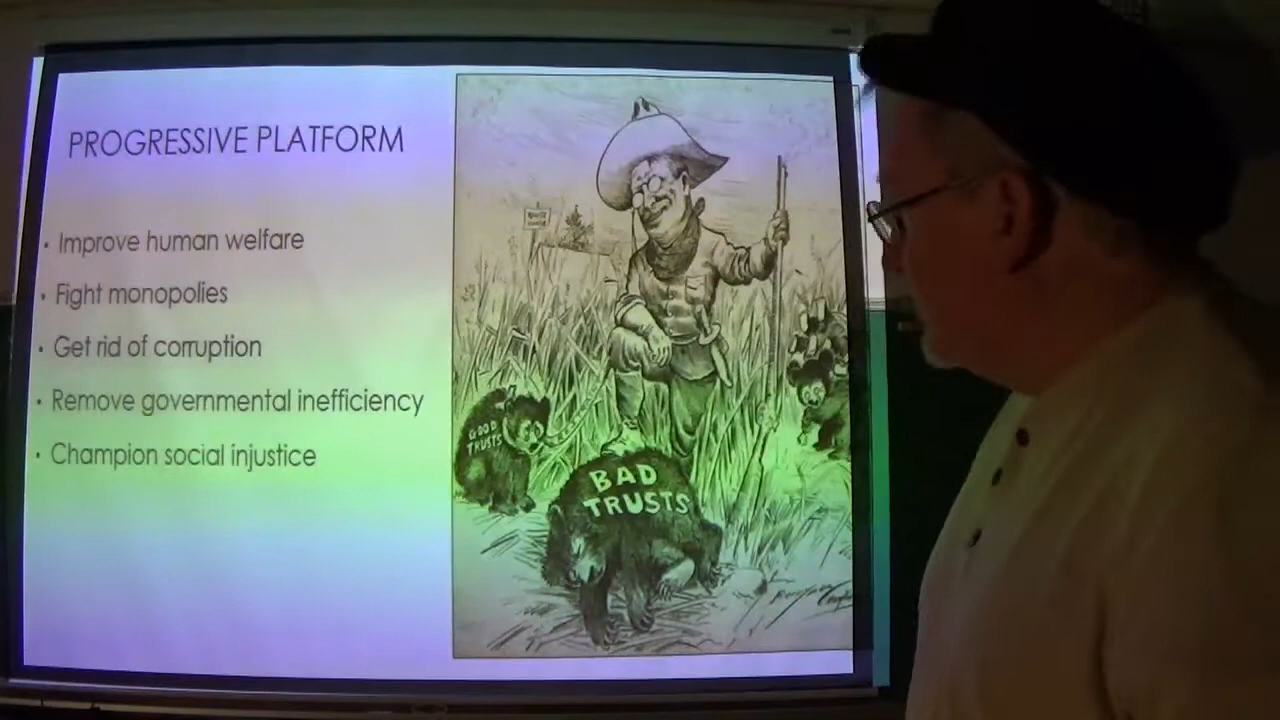 PROGRESSIVE PLATFORM
• Improve human welfare
• Fight monopolies
• Get rid of corruption
• Remove governmental inefficiency
• Champion social injustice
GOOD
TRUSTS
BAD
TRUSTS